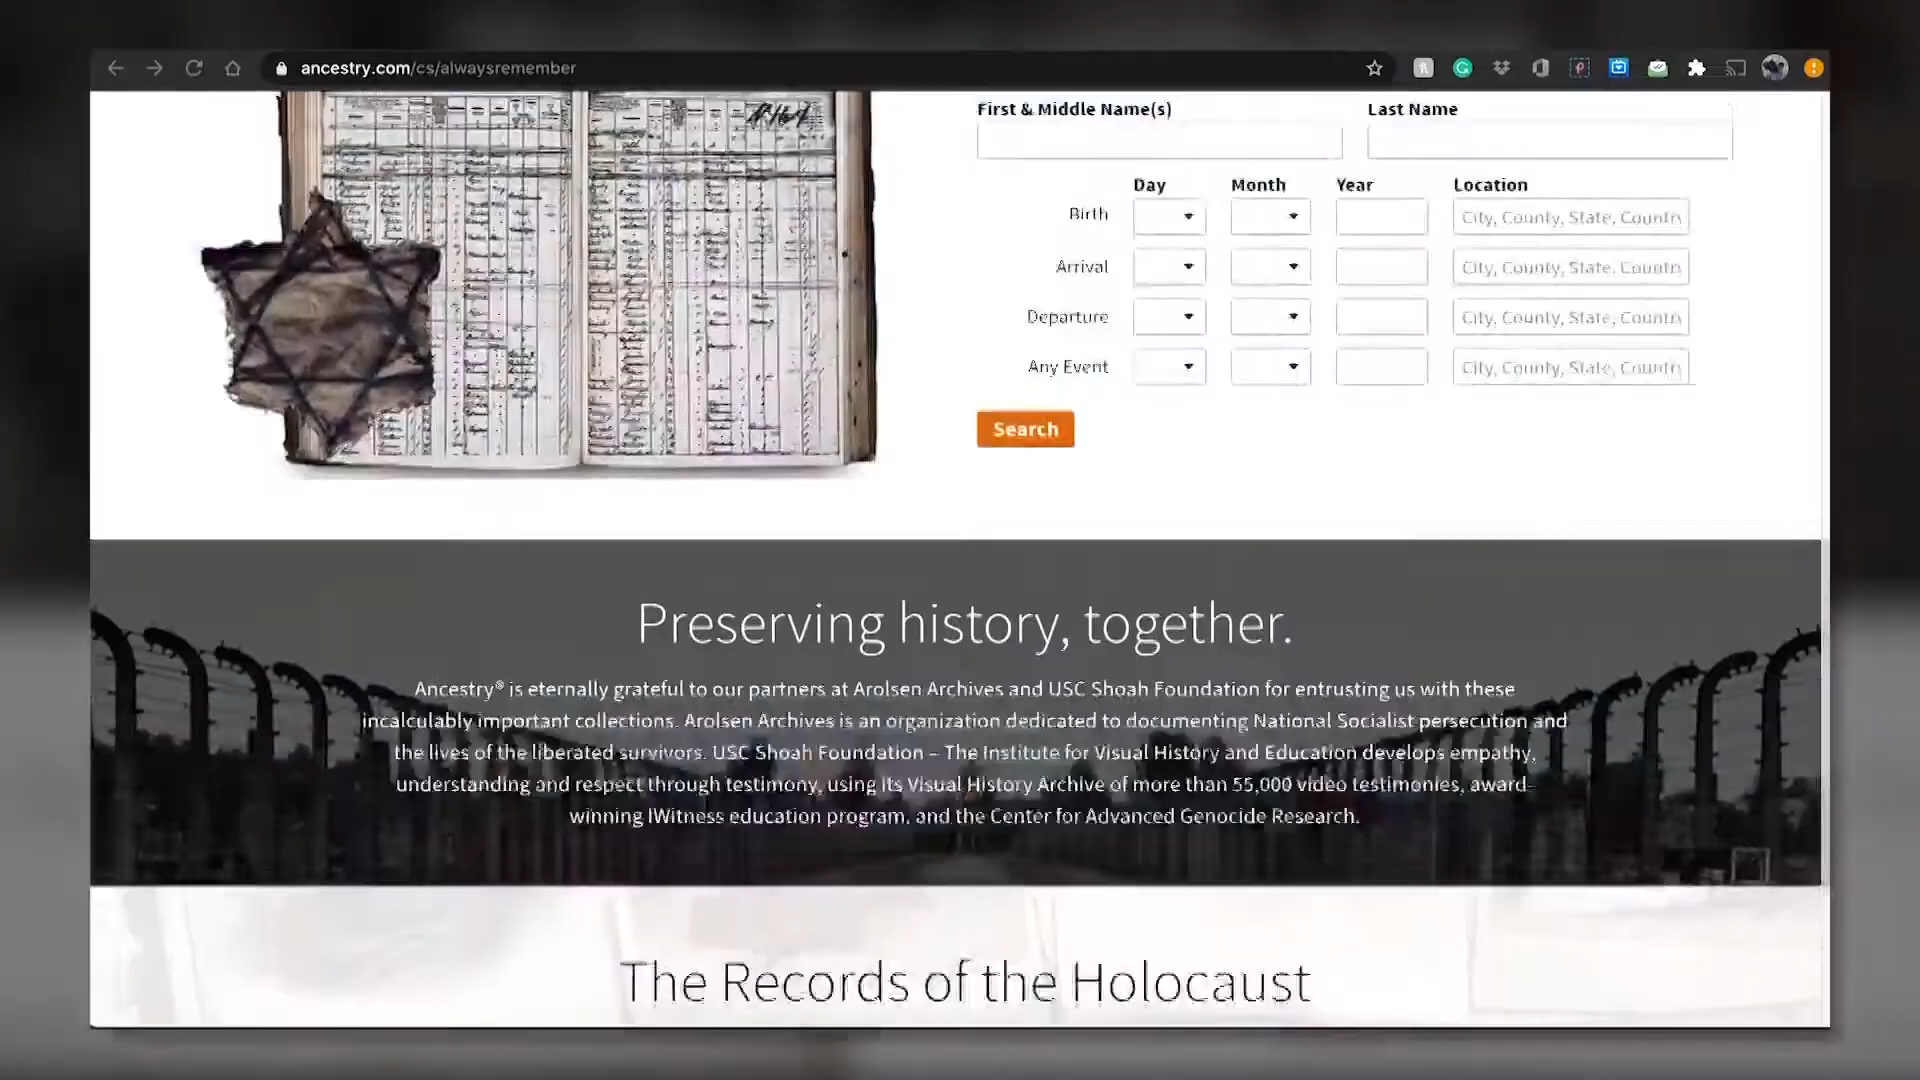 ancestry.com/cs/alwaysremember
First & Middle Name(s) Last Name
Day Month Year Location
Birth City, County, State, Country
Arrival City, County, State, Country
Departure City, County, State, Country
Any Event City, County, State, Country
Search
Preserving history, together.
Ancestry® is eternally grateful to our partners at Arolsen Archives and USC Shoah Foundation for entrusting us with these
incalculably important collections. Arolsen Archives is an organization dedicated to documenting National Socialist persecution and
the lives of the liberated survivors. USC Shoah Foundation – The Institute for Visual History and Education develops empathy,
understanding and respect through testimony, using its Visual History Archive of more than 55,000 video testimonies, award-
winning IWitness education program, and the Center for Advanced Genocide Research.
The Records of the Holocaust